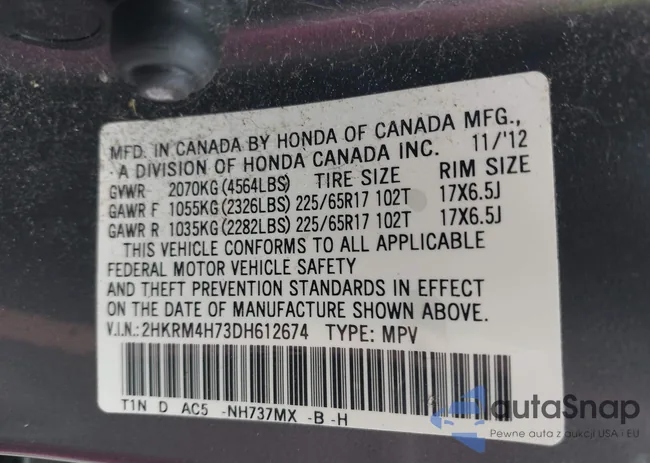 MFD. IN CANADA BY HONDA OF CANADA MFG.,
A DIVISION OF HONDA CANADA INC. 11/'12
GVWR 2070KG(4564LBS) TIRE SIZE RIM SIZE
GAWR F 1055KG(2326LBS) 225/65R17 102T 17X6.5J
GAWR R 1035KG(2282LBS) 225/65R17 102T 17X6.5J
THIS VEHICLE CONFORMS TO ALL APPLICABLE
FEDERAL MOTOR VEHICLE SAFETY
AND THEFT PREVENTION STANDARDS IN EFFECT
ON THE DATE OF MANUFACTURE SHOWN ABOVE.
V.I.N.:2HKRM4H73DH612674 TYPE: MPV
T1N D AC5 -NH737MX -B -H
autaSnap
Pewne auta z aukcji USA i EU